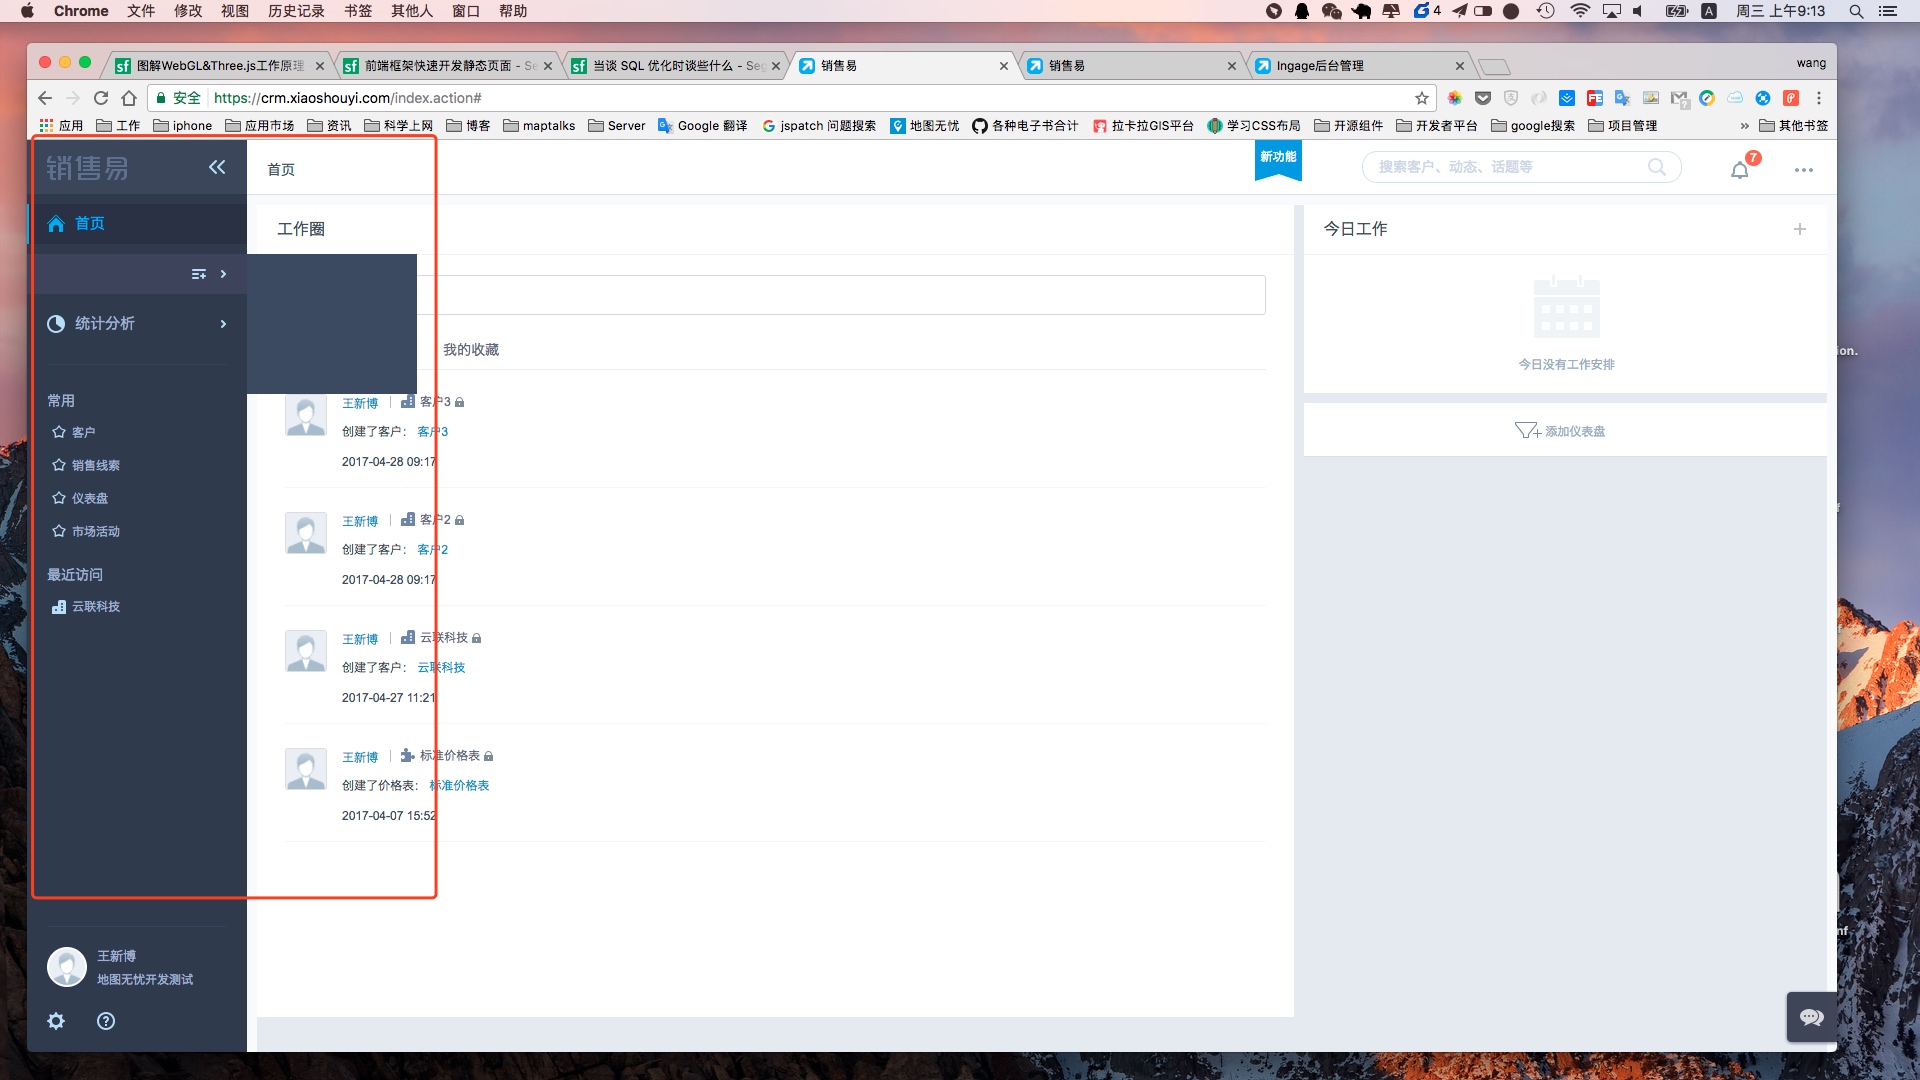 Chrome 文件 修改 视图 历史记录 书签 其他人 窗口 帮助 4 A 周三 上午9:13
sf 图解WebGL&Three.js工作原理
sf 前端框架快速开发静态页面 - Se
sf 当谈 SQL 优化时谈些什么 - Seg
销售易
销售易
Ingage后台管理
wang
安全 https://crm.xiaoshouyi.com/index.action#
应用 工作 iphone 应用市场 资讯 科学上网 博客 maptalks Server Google 翻译 jspatch 问题搜索 地图无忧 各种电子书合计 拉卡拉GIS平台 学习CSS布局 开源组件 开发者平台 google搜索 项目管理 » 其他书签
销售易
首页
新功能
搜索客户、动态、话题等
7
首页
统计分析
常用
客户
销售线索
仪表盘
市场活动
最近访问
云联科技
王新博
地图无忧开发测试
工作圈
我的收藏
王新博 客户3
创建了客户: 客户3
2017-04-28 09:17
王新博 客户2
创建了客户: 客户2
2017-04-28 09:17
王新博 云联科技
创建了客户: 云联科技
2017-04-27 11:21
王新博 标准价格表
创建了价格表: 标准价格表
2017-04-07 15:52
今日工作
今日没有工作安排
添加仪表盘
ion.
nf